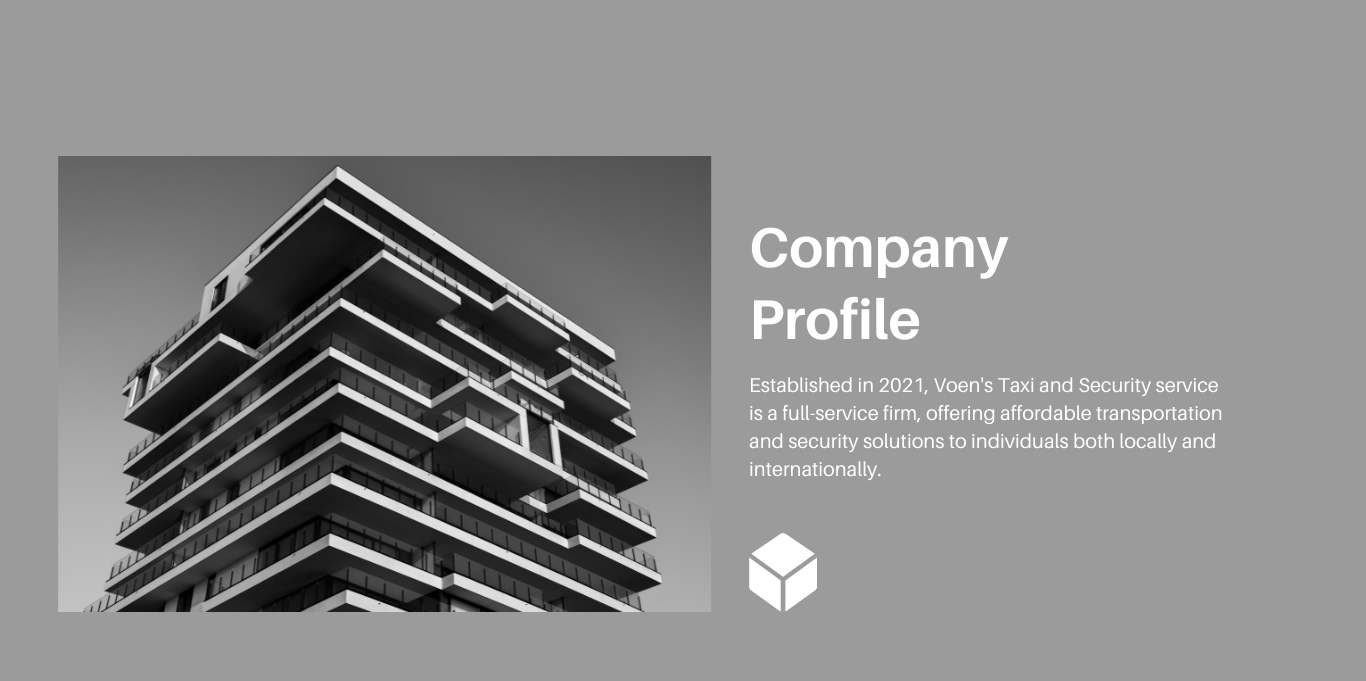 Company
Profile
Established in 2021, Voen's Taxi and Security service
is a full-service firm, offering affordable transportation
and security solutions to individuals both locally and
internationally.